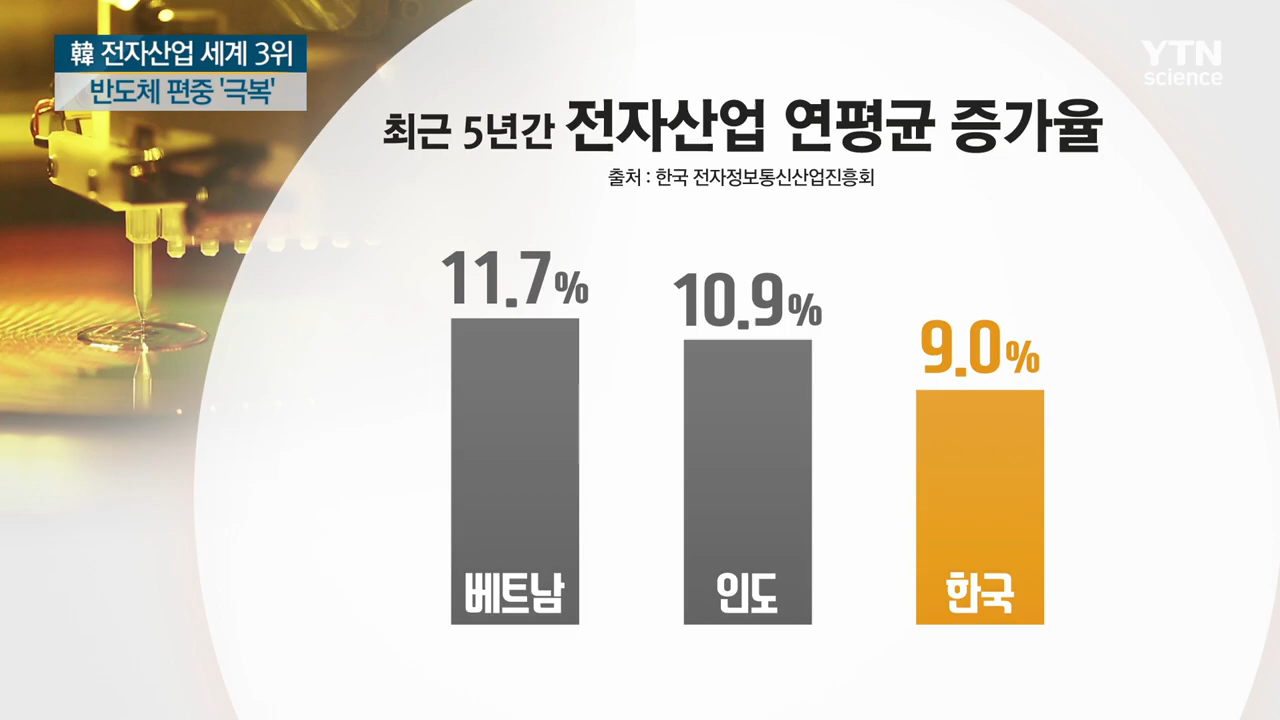 韓 전자산업 세계 3위
반도체 편중 '극복'
YTN
science
최근 5년간 전자산업 연평균 증가율
출처 : 한국 전자정보통신산업진흥회
11.7%
10.9%
9.0%
베트남
인도
한국